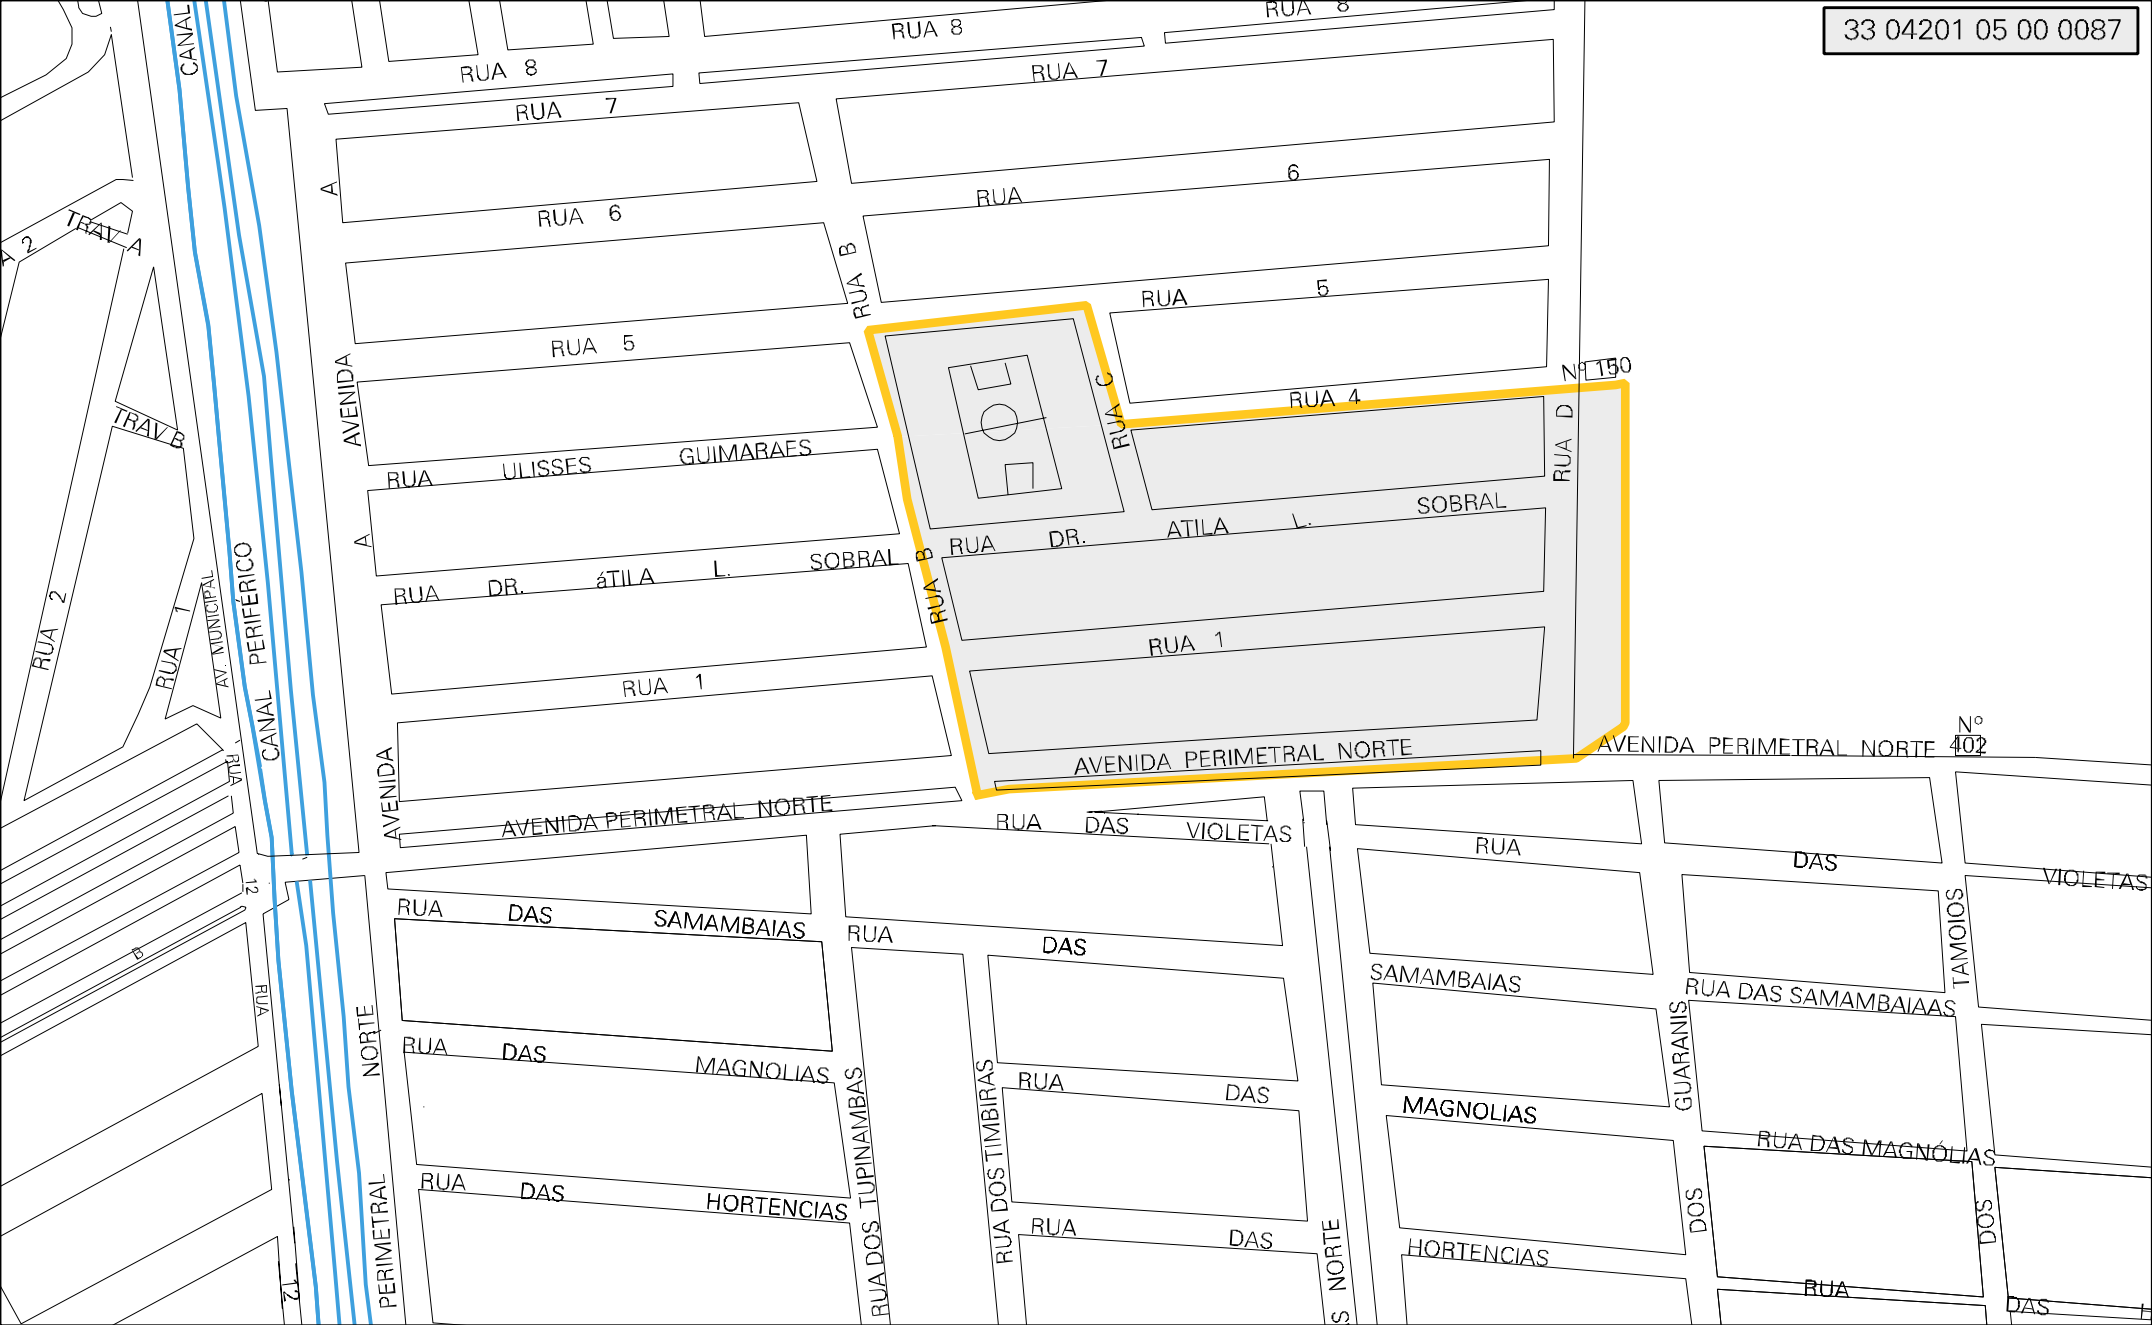 33 04201 05 00 0087
CANAL
RUA 8
RUA 8
RUA 8
RUA 7
RUA 7
RUA 6
RUA 6
A
TRAV A
A 2
RUA B
RUA 5
RUA 5
AVENIDA
A
Nº 150
RUA 4
RUA C
RUA D
TRAV B
RUA ULISSES GUIMARAES
RUA DR. áTILA L. SOBRAL
RUA DR. ATILA L. SOBRAL
RUA B
RUA 2
RUA 1
AV. MUNICIPAL
CANAL PERIFÉRICO
RUA 1
RUA 1
AVENIDA
AVENIDA PERIMETRAL NORTE
AVENIDA PERIMETRAL NORTE
AVENIDA PERIMETRAL NORTE
Nº
402
RUA
12
B
RUA
12
RUA DAS VIOLETAS
RUA DAS VIOLETAS
RUA DAS SAMAMBAIAS
RUA DAS
SAMAMBAIAS
RUA DAS SAMAMBAIAAS
RUA DAS MAGNOLIAS
RUA DAS
MAGNOLIAS
RUA DAS MAGNÓLIAS
RUA DAS HORTENCIAS
RUA DAS
HORTENCIAS
RUA DAS H
PERIMETRAL NORTE
RUA DOS TUPINAMBAS
RUA DOS TIMBIRAS
S NORTE
DOS GUARANIS
DOS TAMOIOS